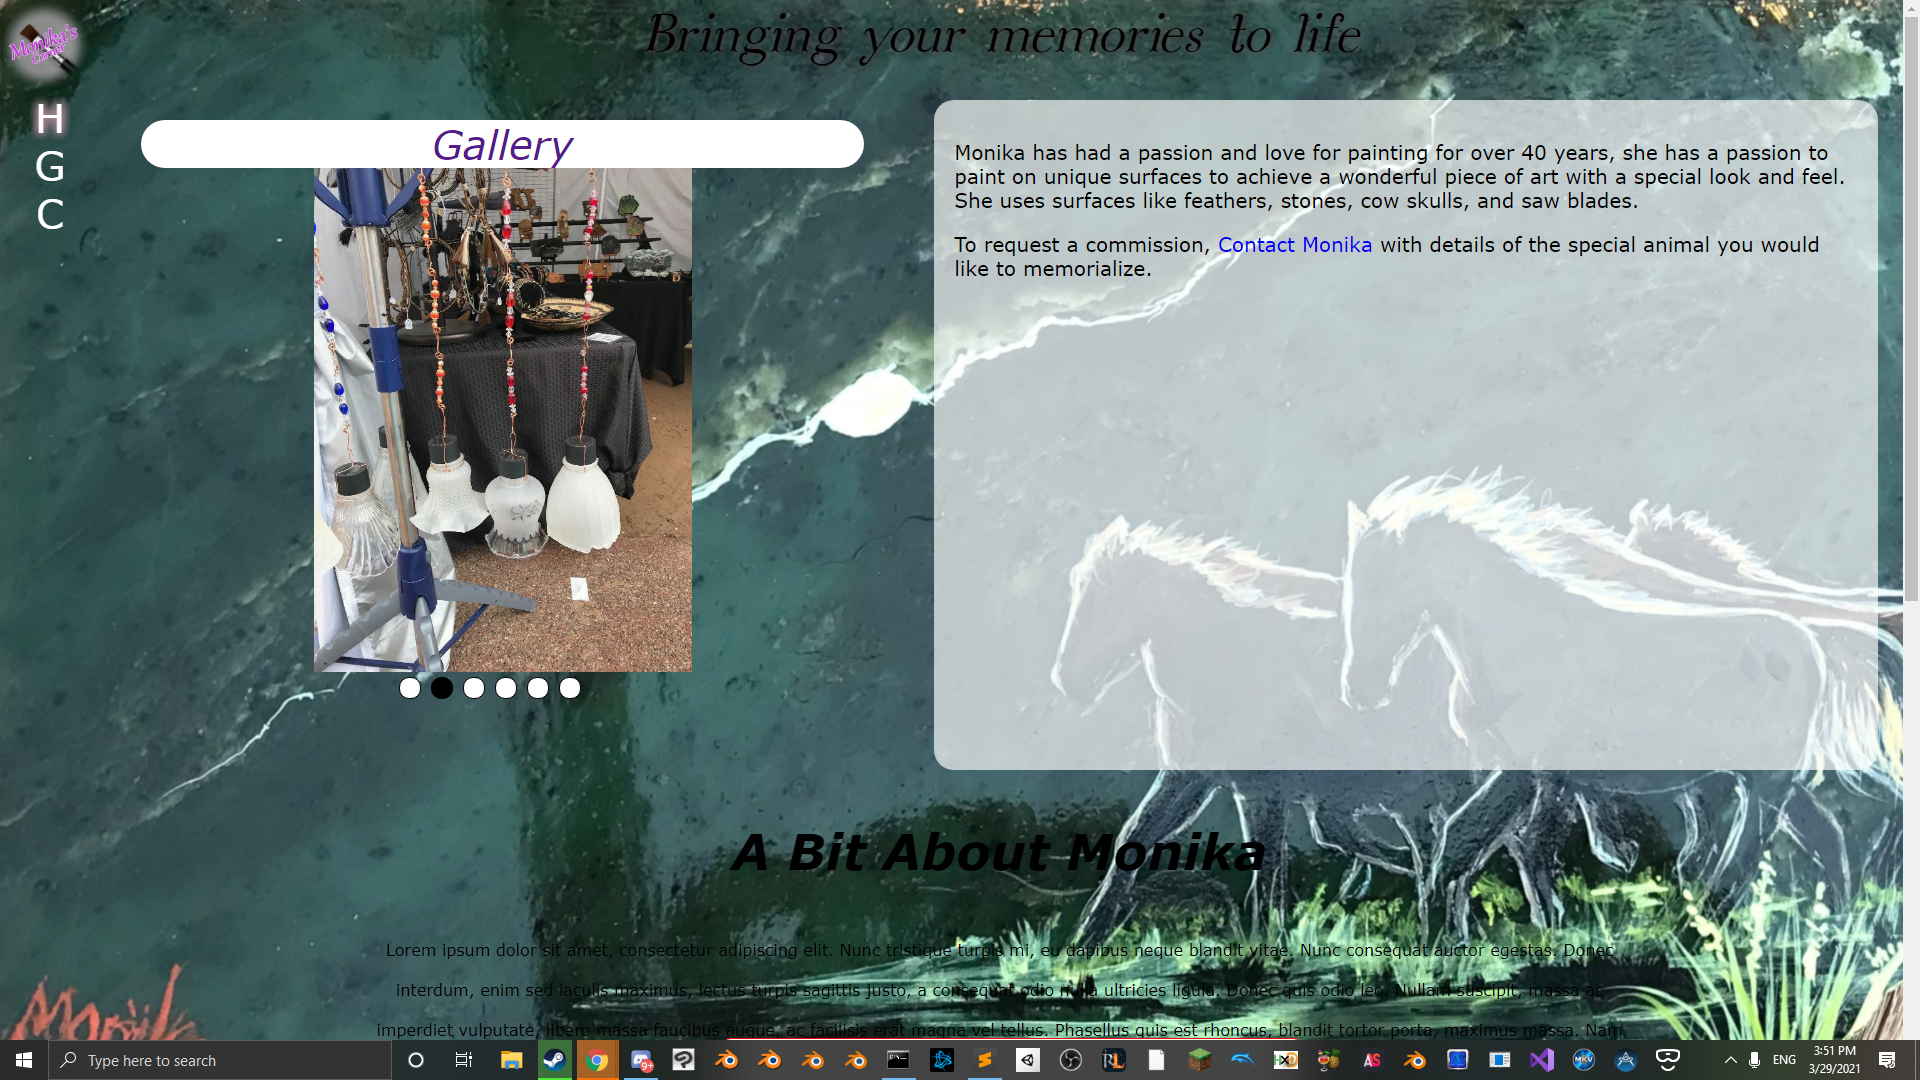 Monika's
Corner
Bringing your memories to life
H
G
C
Gallery
Monika has had a passion and love for painting for over 40 years, she has a passion to
paint on unique surfaces to achieve a wonderful piece of art with a special look and feel.
She uses surfaces like feathers, stones, cow skulls, and saw blades.
To request a commission, Contact Monika with details of the special animal you would
like to memorialize.
A Bit About Monika
Lorem ipsum dolor sit amet, consectetur adipiscing elit. Nunc tristique turpis mi, eu dapibus neque blandit vitae. Nunc consequat auctor egestas. Donec
interdum, enim sed iaculis maximus, lectus turpis sagittis justo, a consequat odio nulla ultricies ligula. Donec quis odio leo. Nullam suscipit, massa ac
imperdiet vulputate, libero massa faucibus augue, ac facilisis erat magna vel tellus. Phasellus quis est rhoncus, blandit tortor porta, maximus massa. Nam
Type here to search
9+
RL
MKV
AS
ENG
3:51 PM
3/29/2021